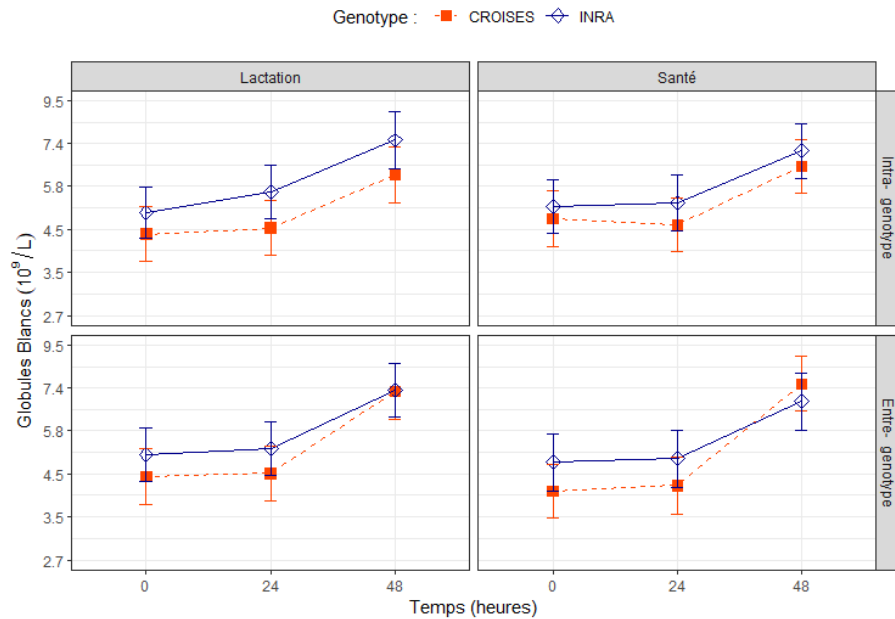 Genotype : CROISES INRA
Lactation Santé
9.5
7.4
5.8
4.5
3.5
2.7
Intra- genotype
9.5
7.4
5.8
4.5
3.5
2.7
Entre- genotype
Globules Blancs (10^9/L)
0 24 48 0 24 48
Temps (heures)